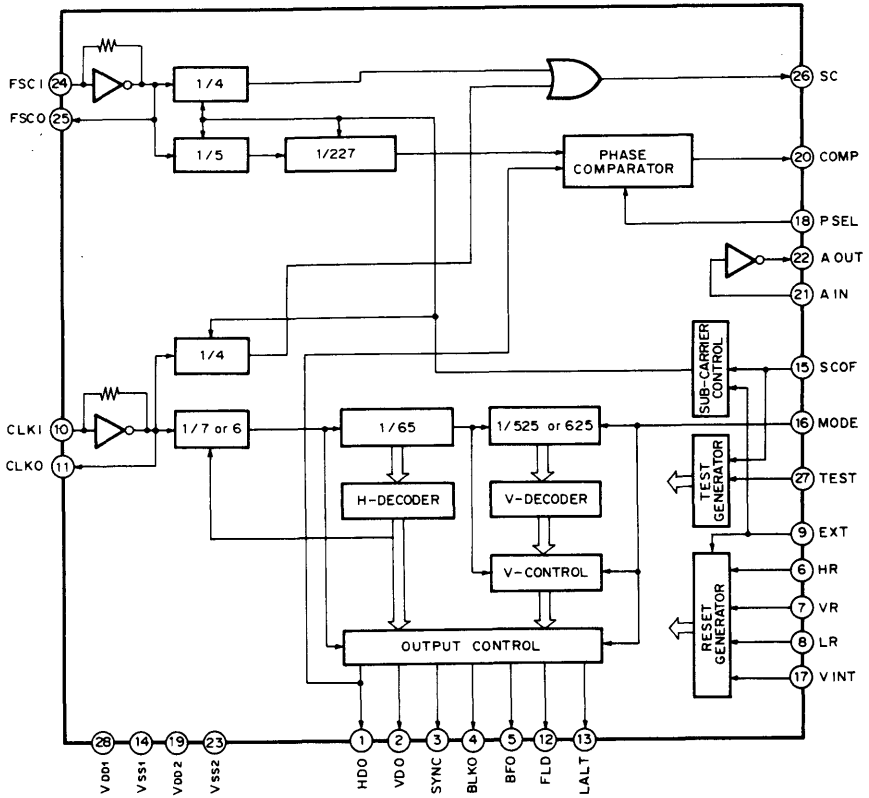 FSCI 24
1/4
26 SC
FSCO 25
1/5
1/227
PHASE
COMPARATOR
20 COMP
18 PSEL
22 A OUT
21 A IN
1/4
SUB-CARRIER
CONTROL
15 SCOF
CLKI 10
1/7 or 6
1/65
1/525 or 625
16 MODE
CLKO 11
H-DECODER
V-DECODER
TEST
GENERATOR
27 TEST
9 EXT
V-CONTROL
RESET
GENERATOR
6 HR
7 VR
OUTPUT CONTROL
8 LR
17 VINT
28 14 19 23
VDD1 VSS1 VDD2 VSS2
1 2 3 4 5 12 13
HDO VDO SYNC BLKO BFO FLD LALT